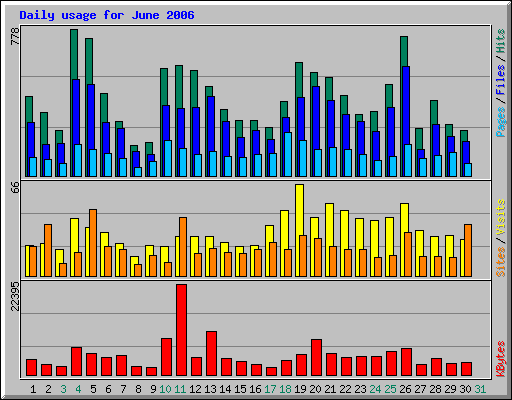 Daily usage for June 2006
778
Pages/Files/Hits
66
Sites/Visits
22395
KBytes
1 2 3 4 5 6 7 8 9 10 11 12 13 14 15 16 17 18 19 20 21 22 23 24 25 26 27 28 29 30 31